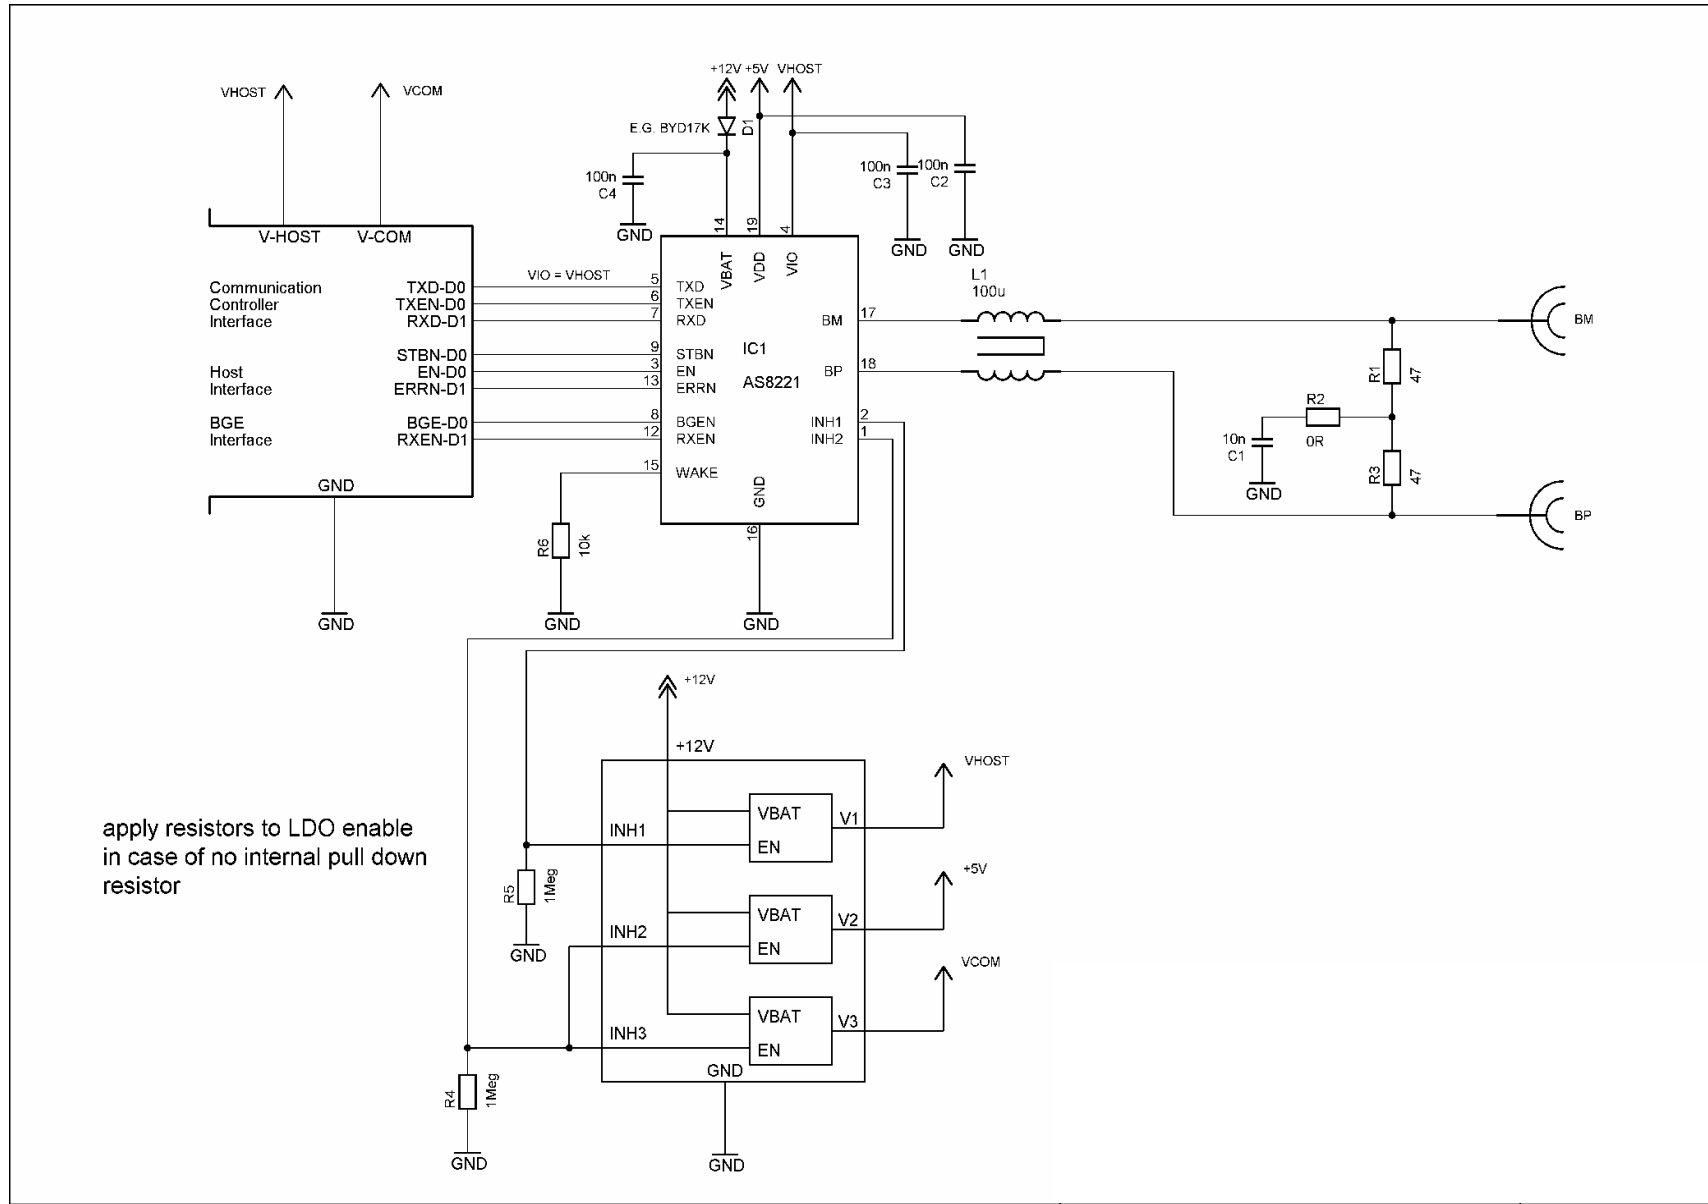 +12V +5V VHOST
VHOST
VCOM
E.G. BYD17K
D1
100n
C4
GND
100n
C3
GND
100n
C2
GND
V-HOST V-COM
14
19
4
VBAT
VDD
VIO
VIO = VHOST
Communication
Controller
Interface
TXD-D0
TXEN-D0
RXD-D1
5
6
7
TXD
TXEN
RXD
STBN-D0
Host
Interface
EN-D0
ERRN-D1
9
3
13
STBN
EN
ERRN
BGE
Interface
BGE-D0
RXEN-D1
8
12
BGEN
RXEN
15
WAKE
GND
GND
IC1
AS8221
BM
17
BP
18
INH1
2
INH2
1
GND
16
GND
R6
10k
GND
L1
100u
BM
R1
47
R2
0R
10n
C1
GND
R3
47
BP
+12V
+12V
VHOST
INH1
VBAT
EN
V1
R5
1Meg
GND
+5V
INH2
VBAT
EN
V2
VCOM
INH3
VBAT
EN
V3
GND
GND
R4
1Meg
GND
apply resistors to LDO enable
in case of no internal pull down
resistor